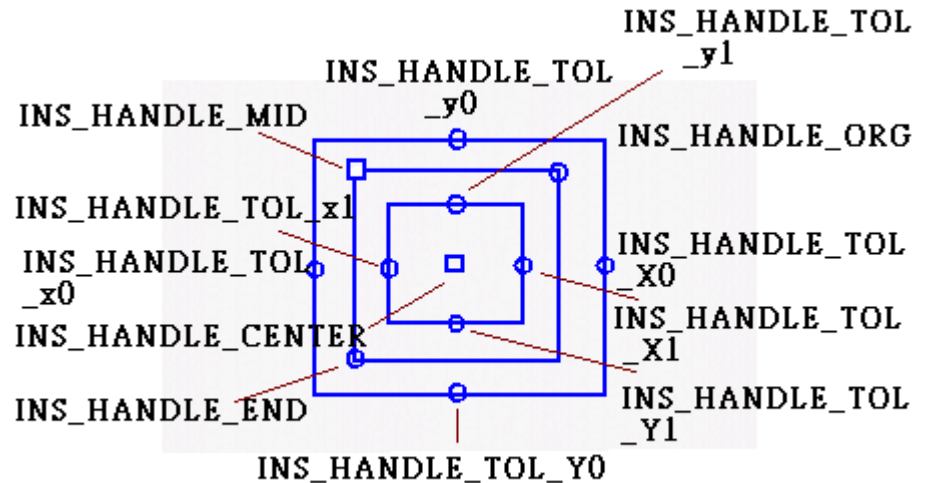 INS_HANDLE_TOL
_y1
INS_HANDLE_TOL
_y0
INS_HANDLE_MID
INS_HANDLE_ORG
INS_HANDLE_TOL_x1
INS_HANDLE_TOL
_X0
INS_HANDLE_TOL
_x0
INS_HANDLE_TOL
_X1
INS_HANDLE_CENTER
INS_HANDLE_TOL
_Y1
INS_HANDLE_END
INS_HANDLE_TOL_Y0